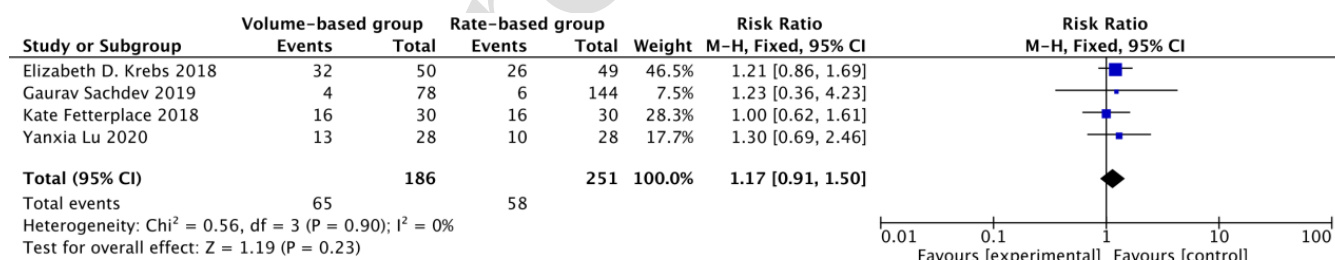 Volume-based group Rate-based group Risk Ratio Risk Ratio
Study or Subgroup Events Total Events Total Weight M-H, Fixed, 95% CI M-H, Fixed, 95% CI
Elizabeth D. Krebs 2018 32 50 26 49 46.5% 1.21 [0.86, 1.69]
Gaurav Sachdev 2019 4 78 6 144 7.5% 1.23 [0.36, 4.23]
Kate Fetterplace 2018 16 30 16 30 28.3% 1.00 [0.62, 1.61]
Yanxia Lu 2020 13 28 10 28 17.7% 1.30 [0.69, 2.46]
Total (95% CI) 186 251 100.0% 1.17 [0.91, 1.50]
Total events 65 58
Heterogeneity: Chi² = 0.56, df = 3 (P = 0.90); I² = 0%
Test for overall effect: Z = 1.19 (P = 0.23)
0.01 0.1 1 10 100
Favours [experimental] Favours [control]